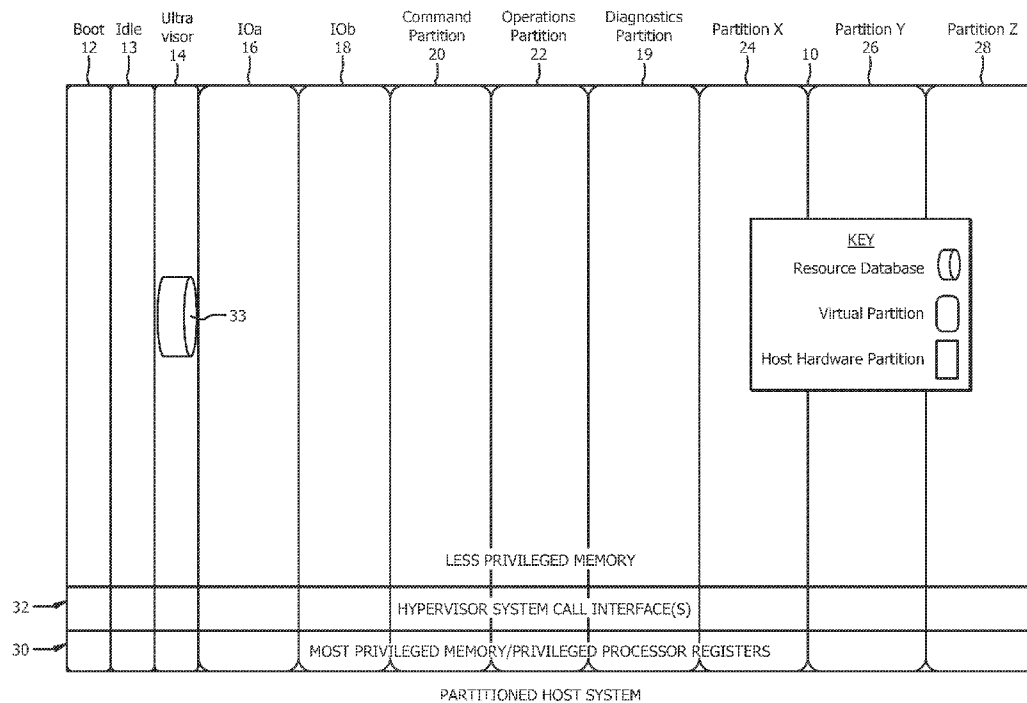 Boot
12
Idle
13
Ultra
visor
14
IOa
16
IOb
18
Command
Partition
20
Operations
Partition
22
Diagnostics
Partition
19
Partition X
24
10
Partition Y
26
Partition Z
28
KEY
Resource Database
Virtual Partition
Host Hardware Partition
33
LESS PRIVILEGED MEMORY
32
HYPERVISOR SYSTEM CALL INTERFACE(S)
30
MOST PRIVILEGED MEMORY/PRIVILEGED PROCESSOR REGISTERS
PARTITIONED HOST SYSTEM